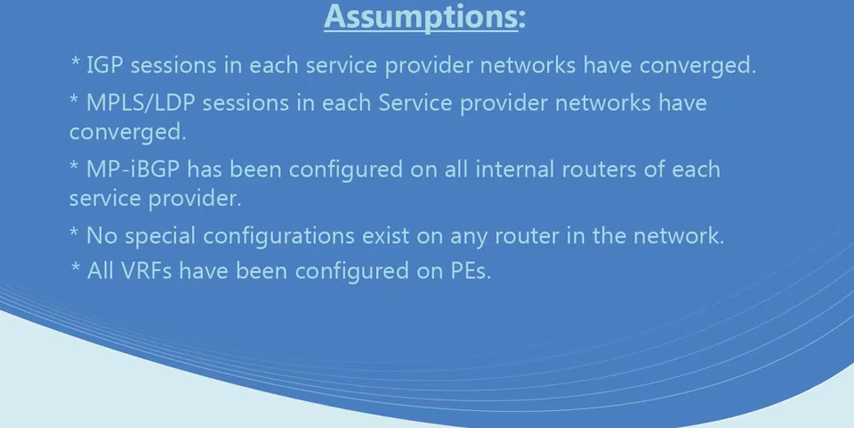 Assumptions:
* IGP sessions in each service provider networks have converged.
* MPLS/LDP sessions in each Service provider networks have
converged.
* MP-iBGP has been configured on all internal routers of each
service provider.
* No special configurations exist on any router in the network.
* All VRFs have been configured on PEs.